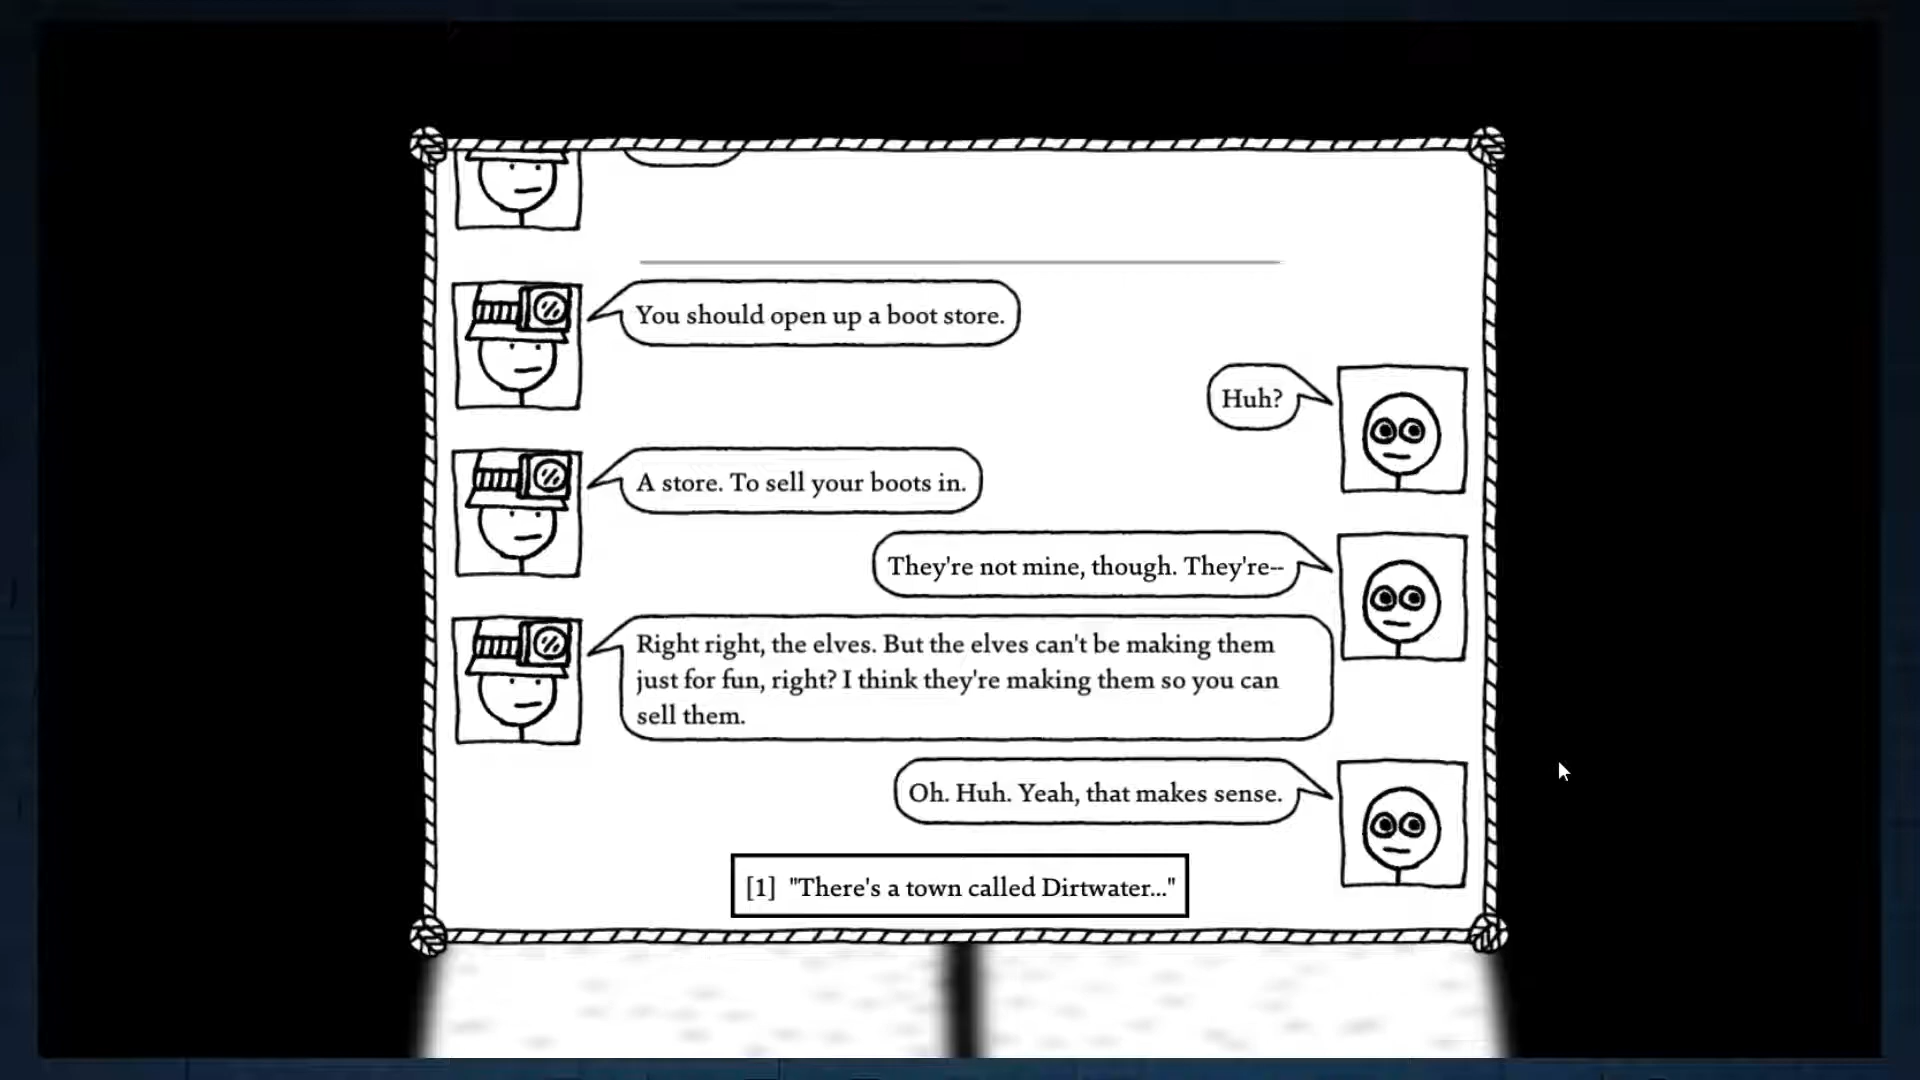 You should open up a boot store.
Huh?
A store. To sell your boots in.
They're not mine, though. They're--
Right right, the elves. But the elves can't be making them
just for fun, right? I think they're making them so you can
sell them.
Oh. Huh. Yeah, that makes sense.
[1] "There's a town called Dirtwater..."